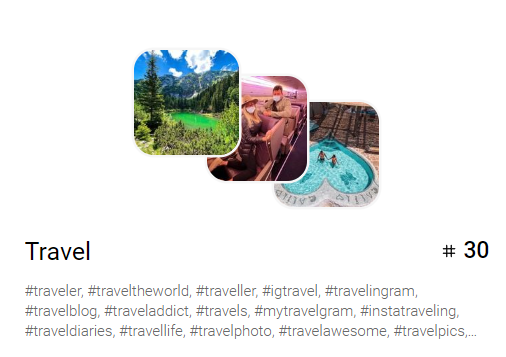 Travel
# 30
#traveler, #traveltheworld, #traveller, #igtravel, #travelingram,
#travelblog, #traveladdict, #travels, #mytravelgram, #instatraveling,
#traveldiaries, #travellife, #travelphoto, #travelawesome, #travelpics,...